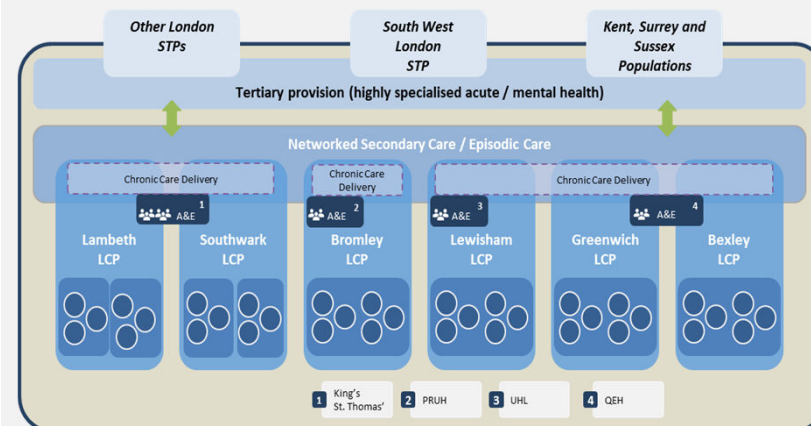 Other London
STPs
South West
London
STP
Kent, Surrey and
Sussex
Populations
Tertiary provision (highly specialised acute / mental health)
Networked Secondary Care / Episodic Care
Chronic Care Delivery
Chronic Care
Delivery
Chronic Care Delivery
1
A&E
2
A&E
3
A&E
4
A&E
Lambeth
LCP
Southwark
LCP
Bromley
LCP
Lewisham
LCP
Greenwich
LCP
Bexley
LCP
1 King's
St. Thomas'
2 PRUH
3 UHL
4 QEH